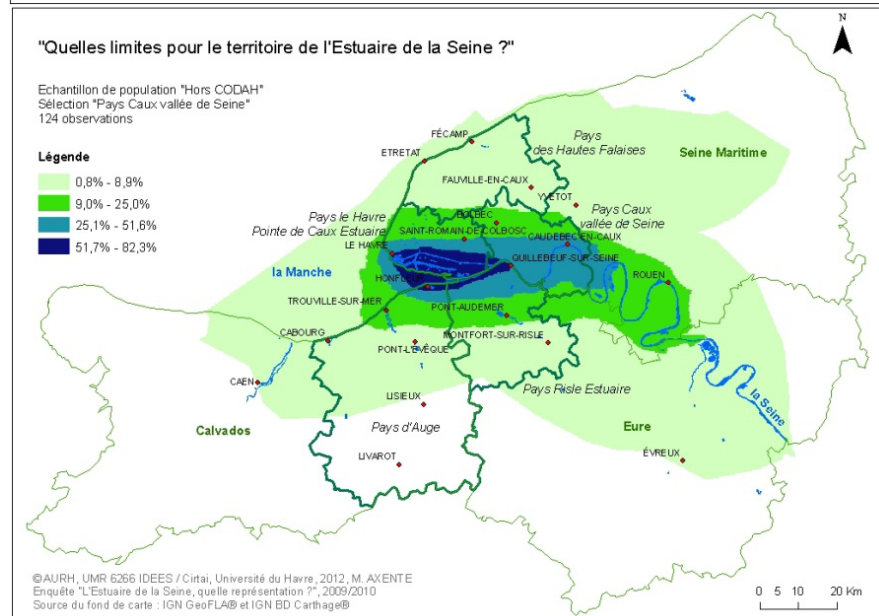 N
"Quelles limites pour le territoire de l'Estuaire de la Seine ?"
Echantillon de population "Hors CODAH"
Sélection "Pays Caux vallée de Seine"
124 observations
Légende
0,8% - 8,9%
9,0% - 25,0%
25,1% - 51,6%
51,7% - 82,3%
FÉCAMP
Pays
des Hautes Falaises
Seine Maritime
ETRETAT
FAUVILLE-EN-CAUX
YVETOT
Pays le Havre
Pointe de Caux Estuaire
BOLBEC
Pays Caux
vallée de Seine
SAINT-ROMAIN-DE-COLBOSC
CAUDEBEC-EN-CAUX
LE HAVRE
QUILLEBEUF-SUR-SEINE
la Manche
ROUEN
HONFLEUR
TROUVILLE-SUR-MER
PONT-AUDEMER
CABOURG
PONT-L'EVÊQUE
MONTFORT-SUR-RISLE
CAEN
Pays Risle Estuaire
la Seine
LISIEUX
Calvados
Pays d'Auge
Eure
LIVAROT
ÉVREUX
©AURH, UMR 6266 IDEES / Cirtai, Université du Havre, 2012, M. AXENTE
Enquête "L'Estuaire de la Seine, quelle représentation ?", 2009/2010
Source du fond de carte : IGN GeoFLA® et IGN BD Carthage®
0 5 10 20 Km